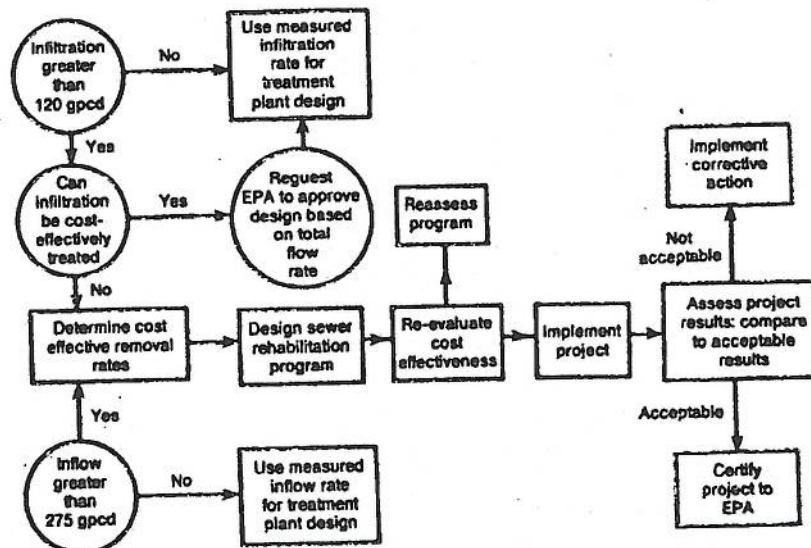 Infiltration
greater
than
120 gpcd
No
Use measured
infiltration
rate for
treatment
plant design
Yes
Can
infiltration
be cost-
effectively
treated
Yes
Reguest
EPA to approve
design based
on total
flow
rate
Reassess
program
Implement
corrective
action
Not
acceptable
No
Determine cost
effective removal
rates
Design sewer
rehabilitation
program
Re-evaluate
cost
effectiveness
Implement
project
Assess project
results: compare
to acceptable
results
Yes
Acceptable
Inflow
greater
than
275 gpcd
No
Use measured
inflow rate
for treatment
plant design
Certify
project to
EPA